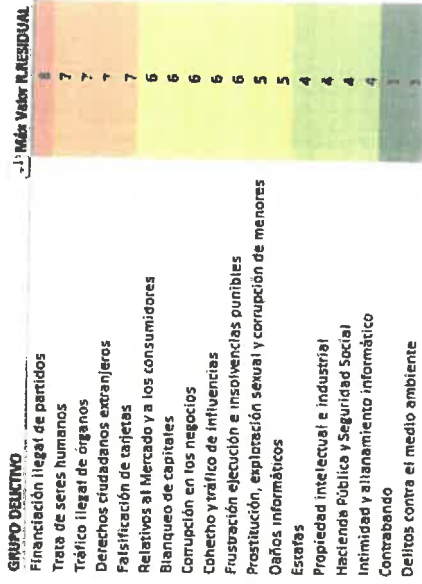 GRUPO DELICTIVO Máx Valor R.RESIDUAL
Financiación ilegal de partidos 8
Trata de seres humanos 7
Tráfico ilegal de órganos 7
Derechos ciudadanos extranjeros 7
Falsificación de tarjetas 7
Relativos al Mercado y a los consumidores 6
Blanqueo de capitales 6
Corrupción en los negocios 6
Cohecho y tráfico de influencias 6
Frustración ejecución e insolvencias punibles 6
Prostitución, explotación sexual y corrupción de menores 5
Daños informáticos 5
Estafas 4
Propiedad intelectual e industrial 4
Hacienda Pública y Seguridad Social 4
Intimidad y allanamiento informático 4
Contrabando 3
Delitos contra el medio ambiente 3